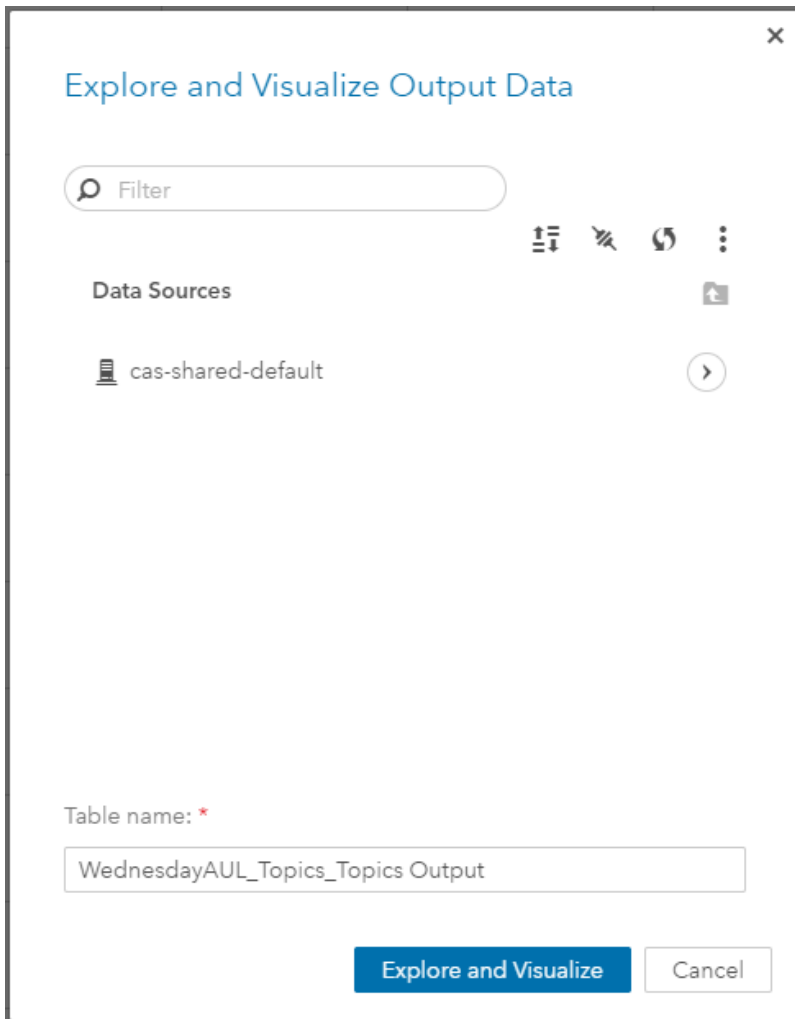 Explore and Visualize Output Data
Filter
Data Sources
cas-shared-default
Table name: *
WednesdayAUL_Topics_Topics Output
Explore and Visualize
Cancel